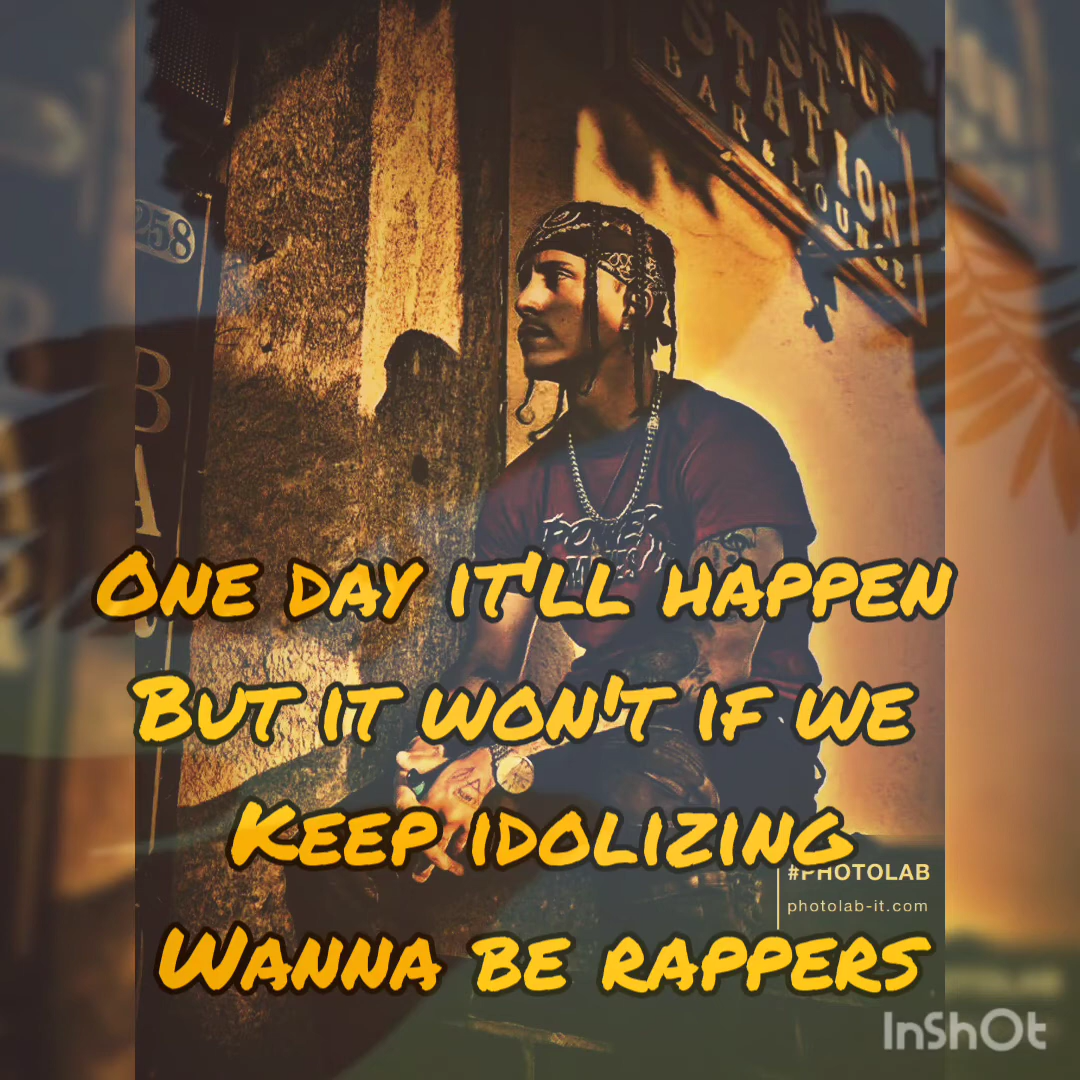 STATION
BAR & LOUNGE
258
BAR
One day it'll happen
But it won't if we
Keep idolizing
Wanna be rappers
#PHOTOLAB
photolab-it.com
InShOt